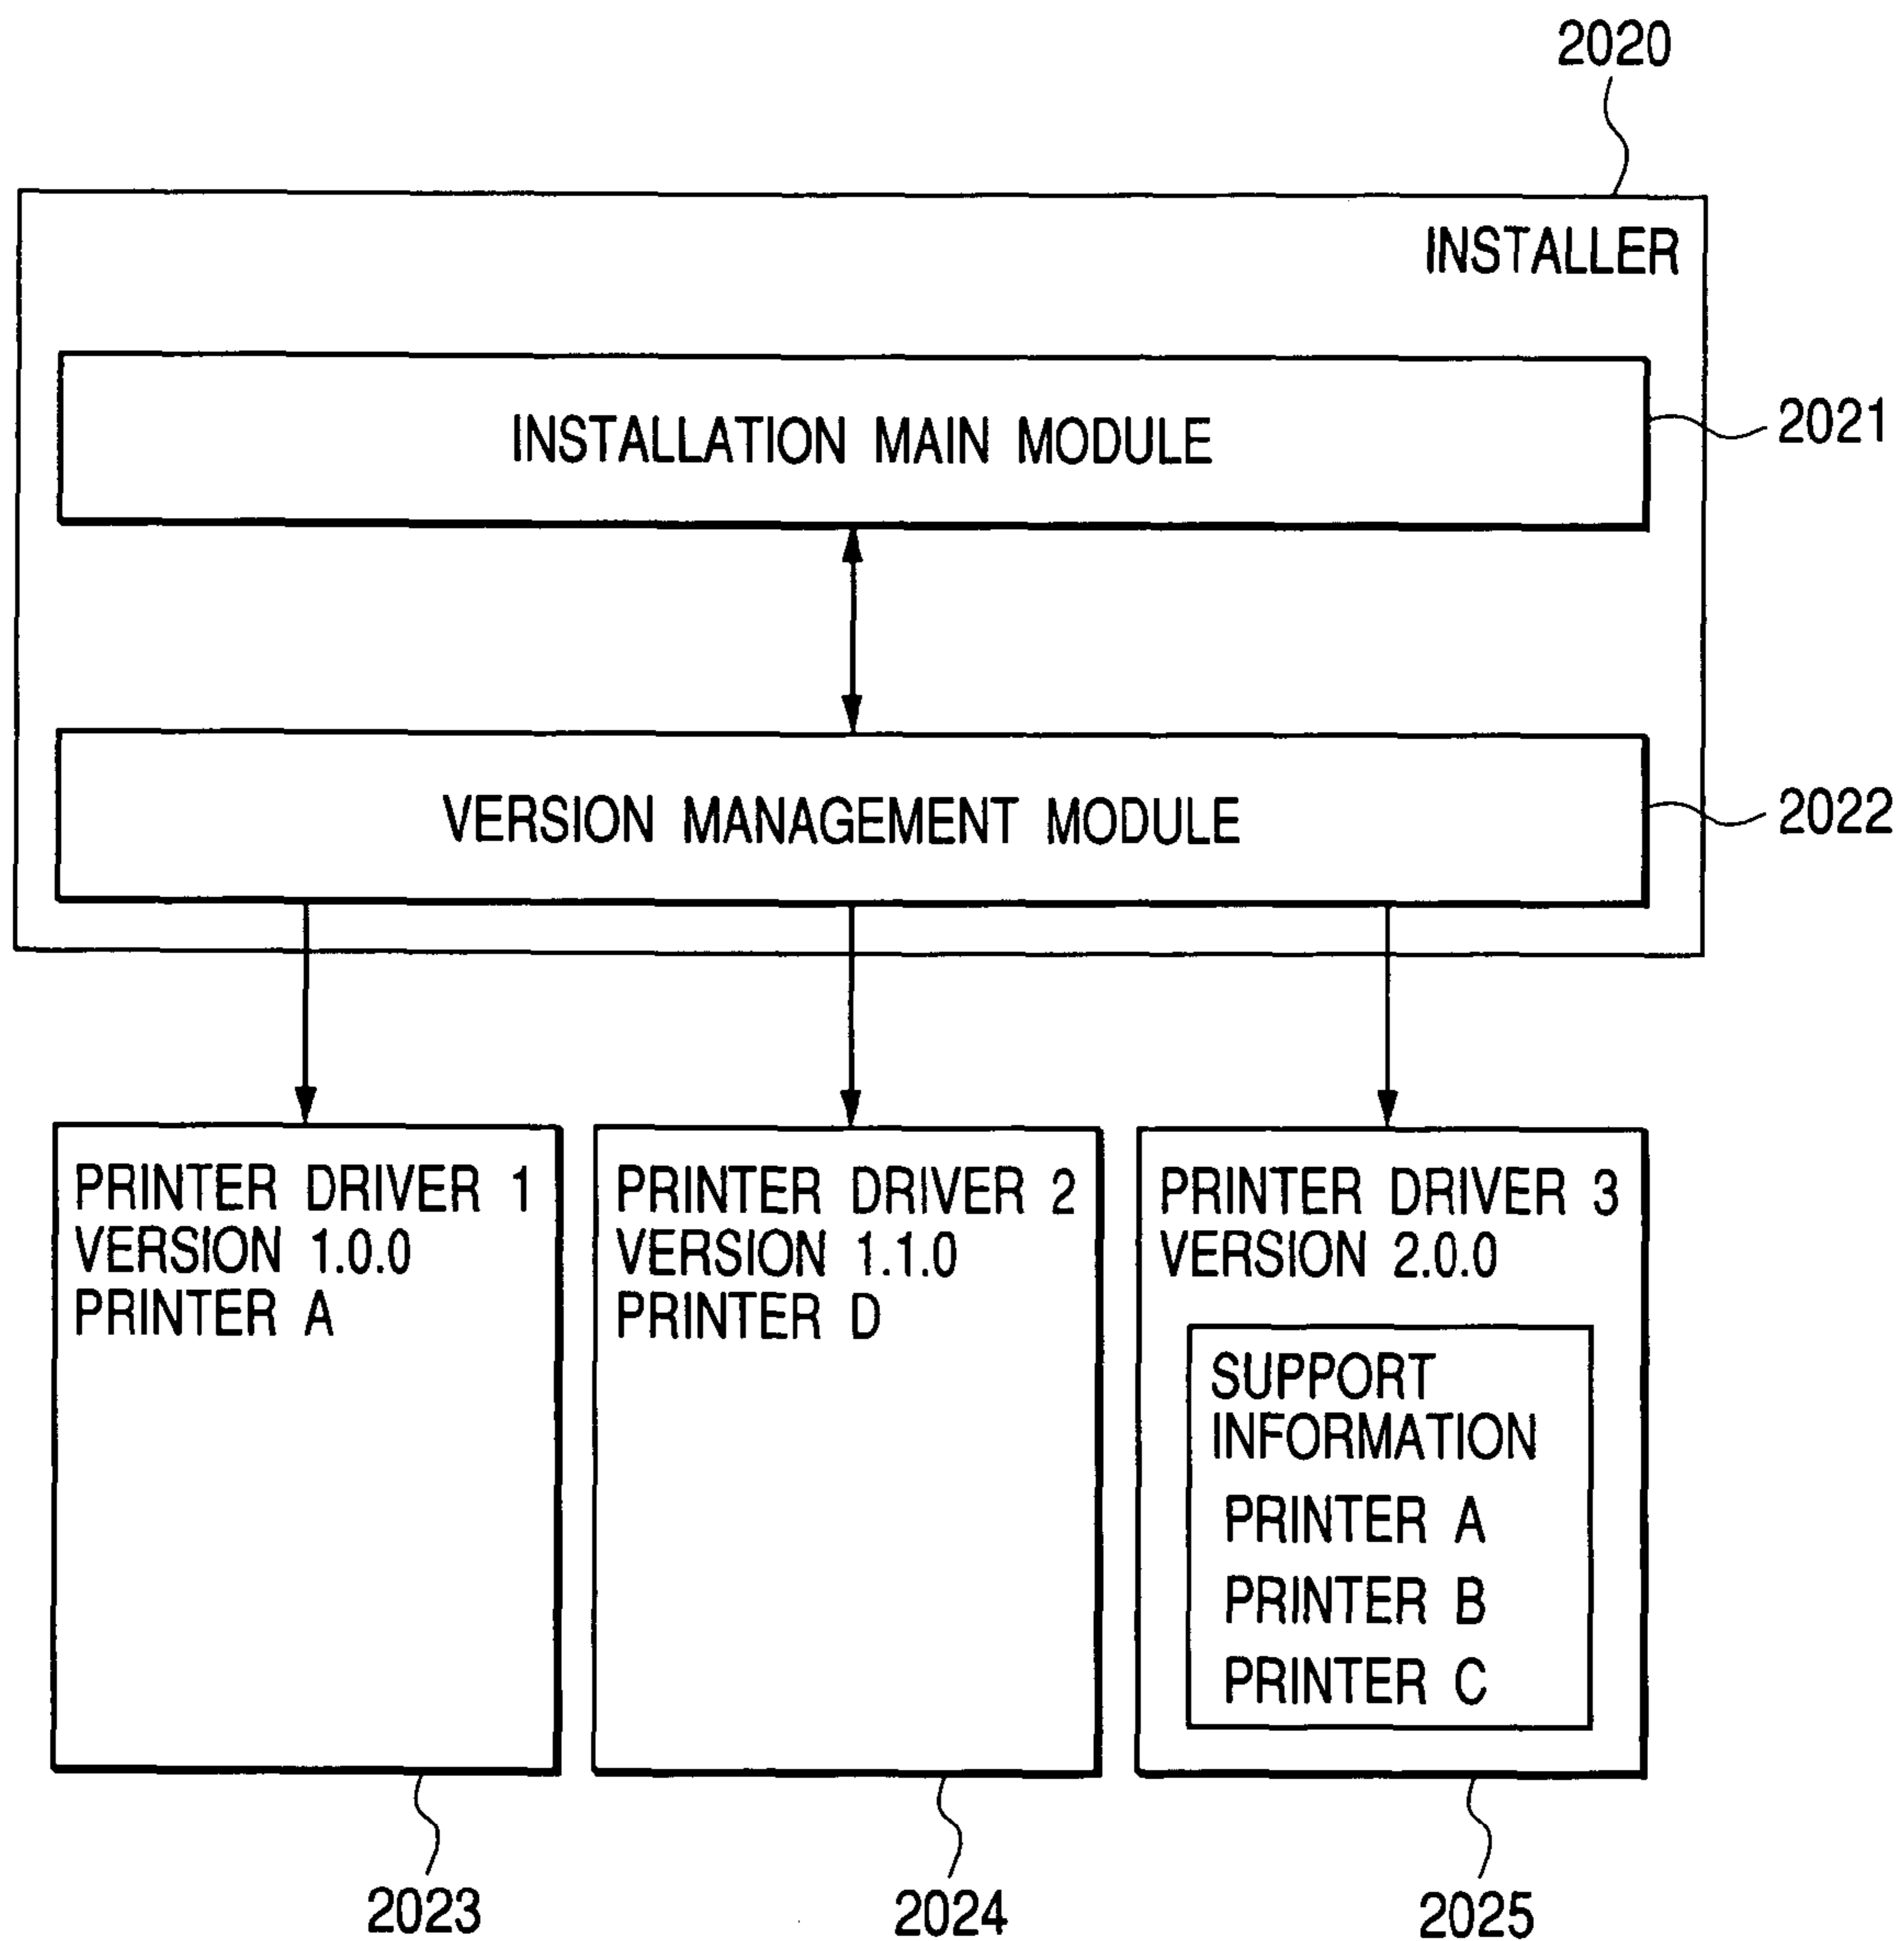 2020
INSTALLER
INSTALLATION MAIN MODULE
2021
VERSION MANAGEMENT MODULE
2022
PRINTER DRIVER 1
VERSION 1.0.0
PRINTER A
PRINTER DRIVER 2
VERSION 1.1.0
PRINTER D
PRINTER DRIVER 3
VERSION 2.0.0
SUPPORT
INFORMATION
PRINTER A
PRINTER B
PRINTER C
2023
2024
2025